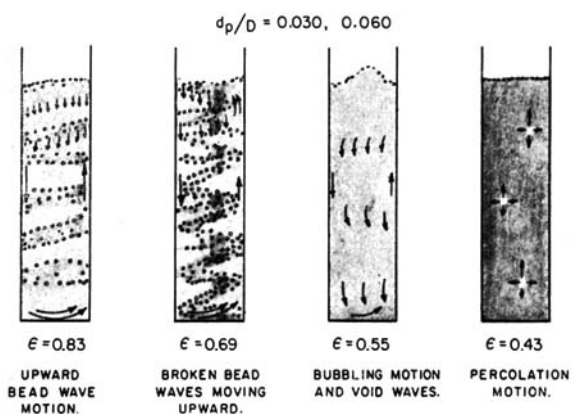 dp/D = 0.030, 0.060
ϵ=0.83
ϵ=0.69
ϵ=0.55
ϵ=0.43
UPWARD
BEAD WAVE
MOTION.
BROKEN BEAD
WAVES MOVING
UPWARD.
BUBBLING MOTION
AND VOID WAVES.
PERCOLATION
MOTION.